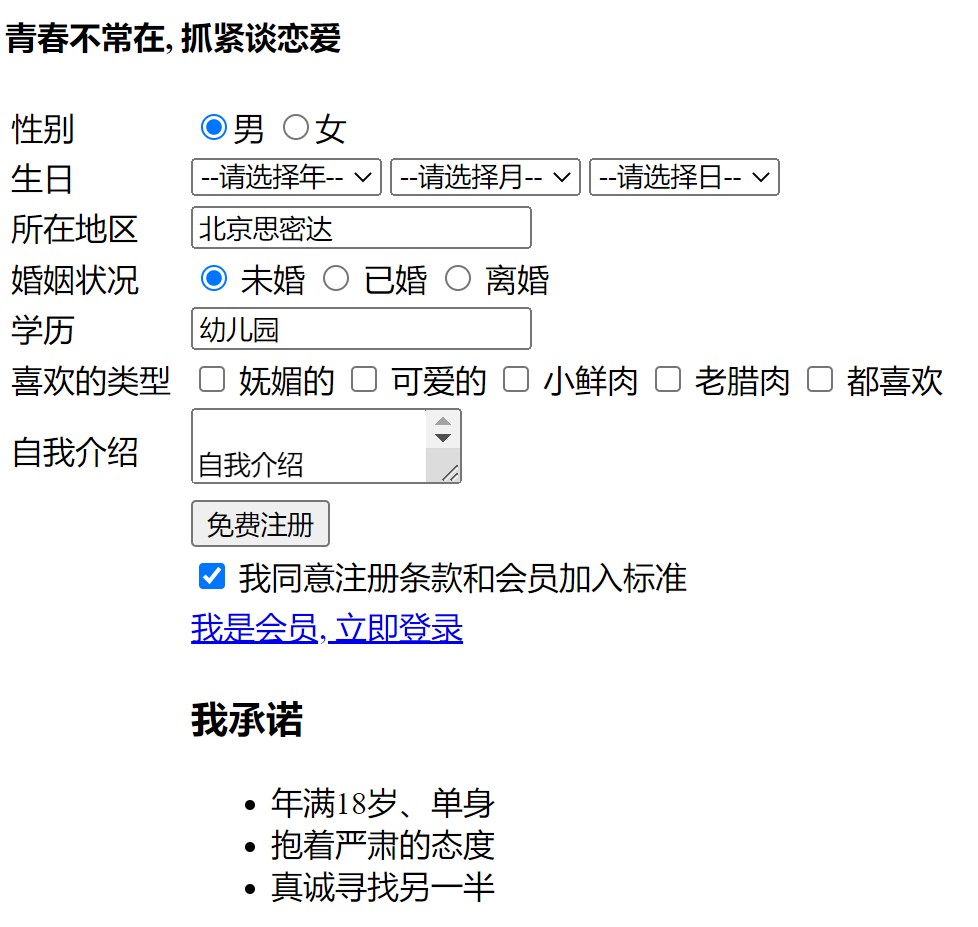 青春不常在, 抓紧谈恋爱
性别 男 女
生日 --请选择年-- --请选择月-- --请选择日--
所在地区 北京思密达
婚姻状况 未婚 已婚 离婚
学历 幼儿园
喜欢的类型 妩媚的 可爱的 小鲜肉 老腊肉 都喜欢
自我介绍 自我介绍
免费注册
我同意注册条款和会员加入标准
我是会员, 立即登录
我承诺
年满18岁、单身
抱着严肃的态度
真诚寻找另一半